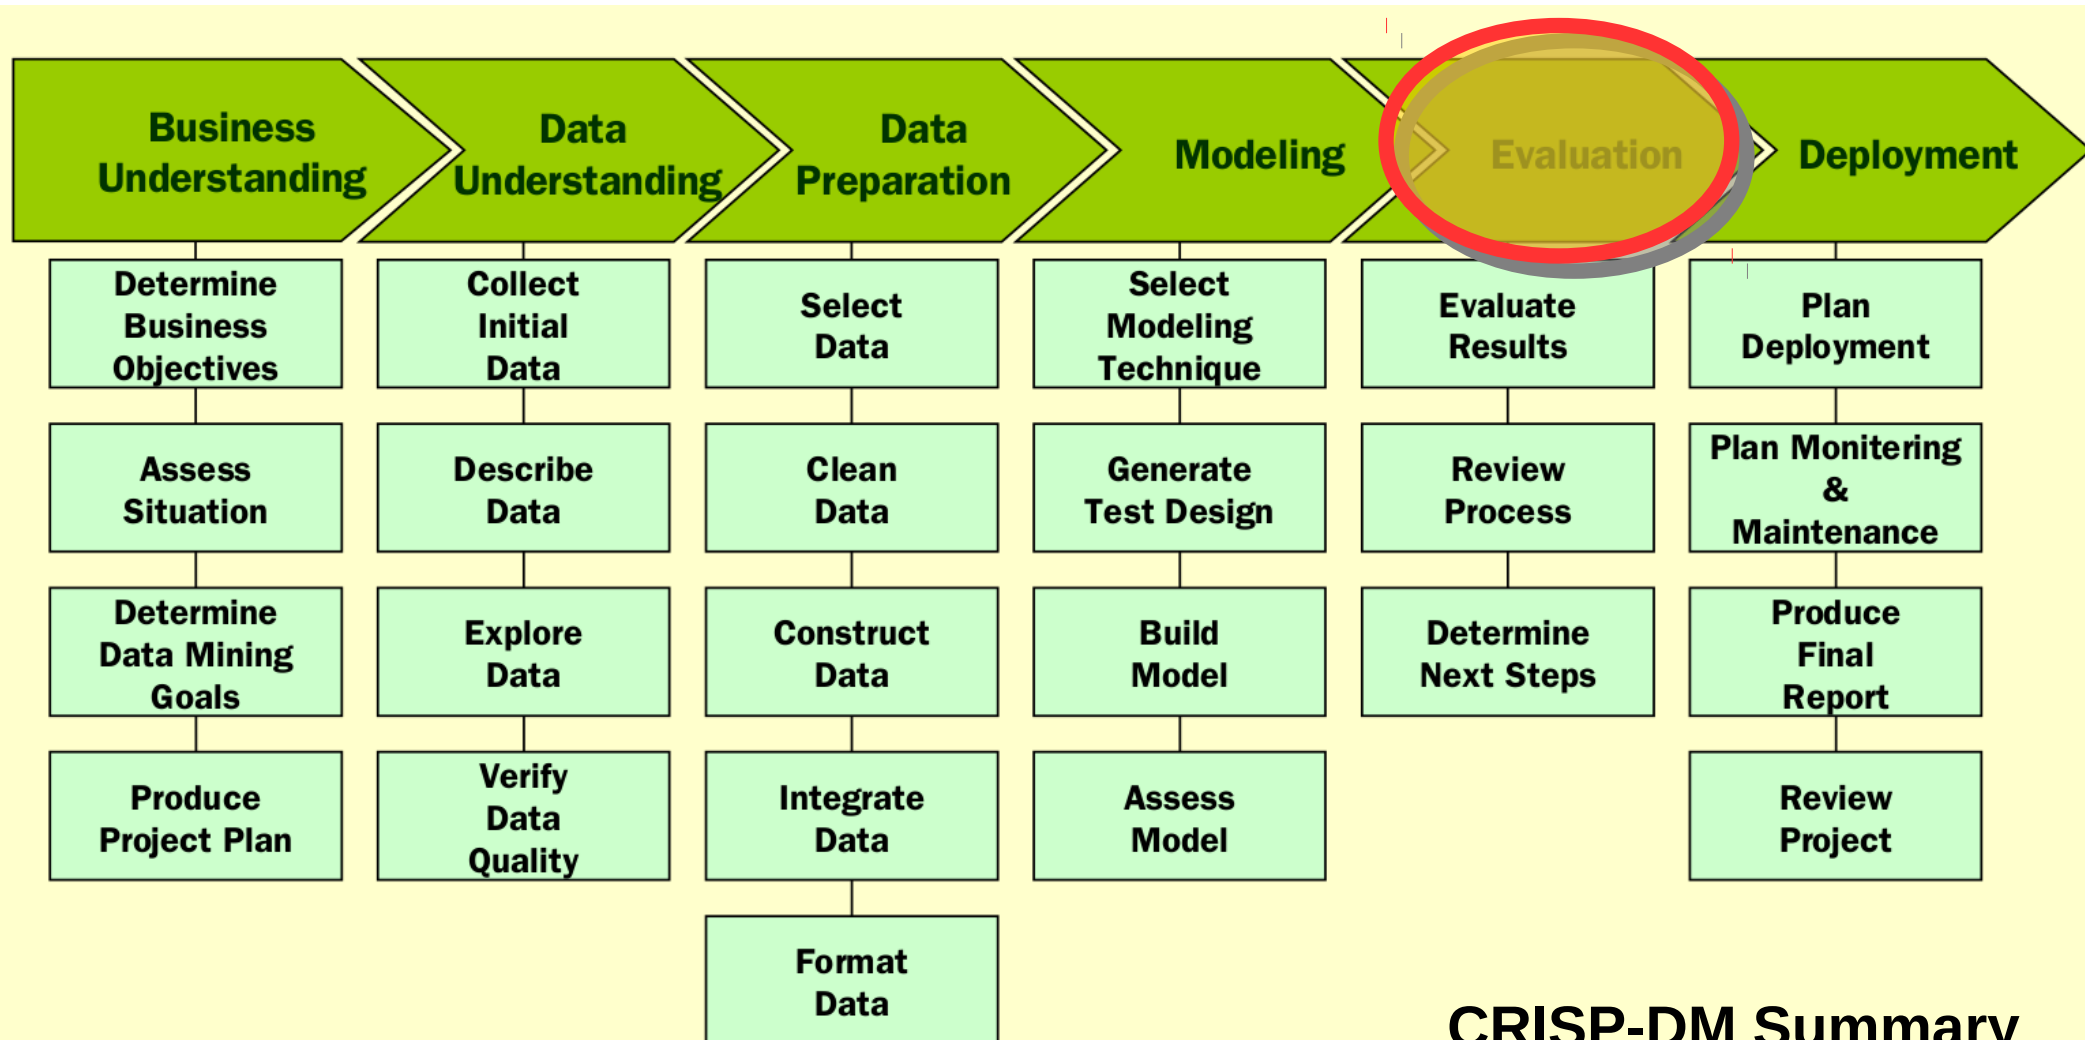 Business
Understanding
Data
Understanding
Data
Preparation
Modeling
Evaluation
Deployment
Determine
Business
Objectives
Assess
Situation
Determine
Data Mining
Goals
Produce
Project Plan
Collect
Initial
Data
Describe
Data
Explore
Data
Verify
Data
Quality
Select
Data
Clean
Data
Construct
Data
Integrate
Data
Format
Data
Select
Modeling
Technique
Generate
Test Design
Build
Model
Assess
Model
Evaluate
Results
Review
Process
Determine
Next Steps
Plan
Deployment
Plan Monitering
&
Maintenance
Produce
Final
Report
Review
Project
CRISP-DM Summary